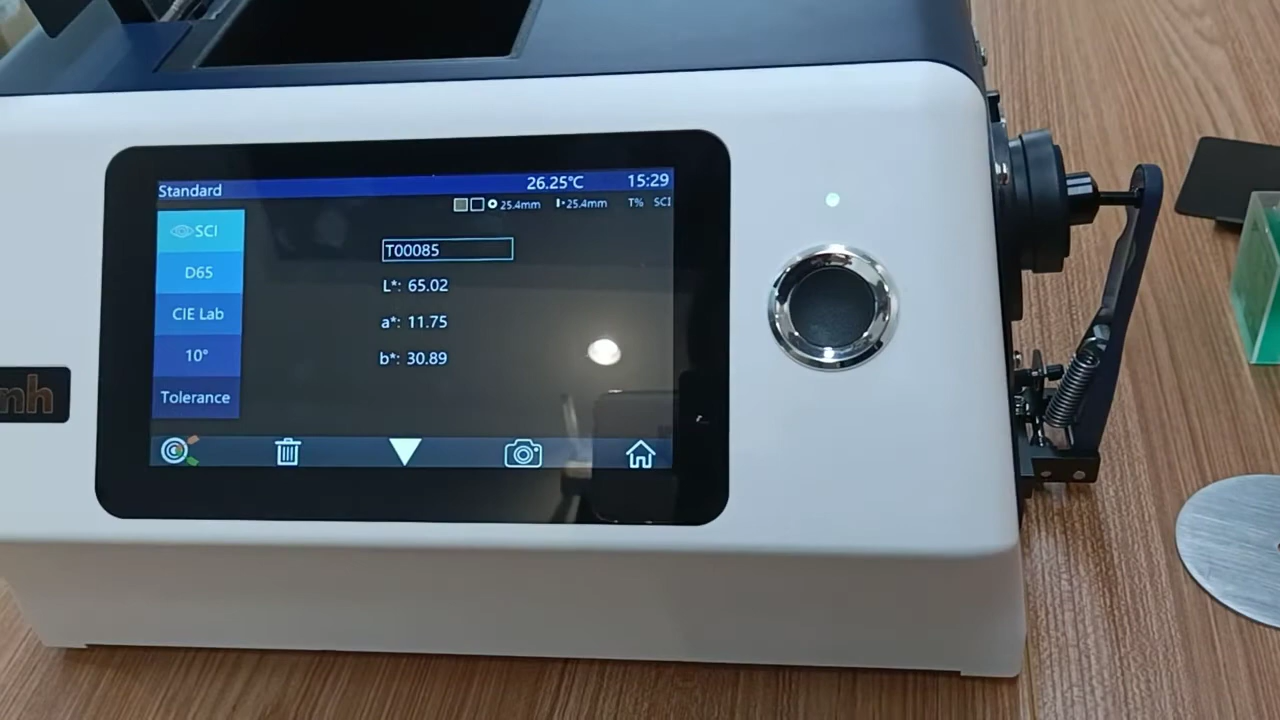 Standard 26.25°C 15:29
25.4mm 25.4mm T% SCI
SCI
D65
CIE Lab
10°
Tolerance
T00085
L*: 65.02
a*: 11.75
b*: 30.89
nh